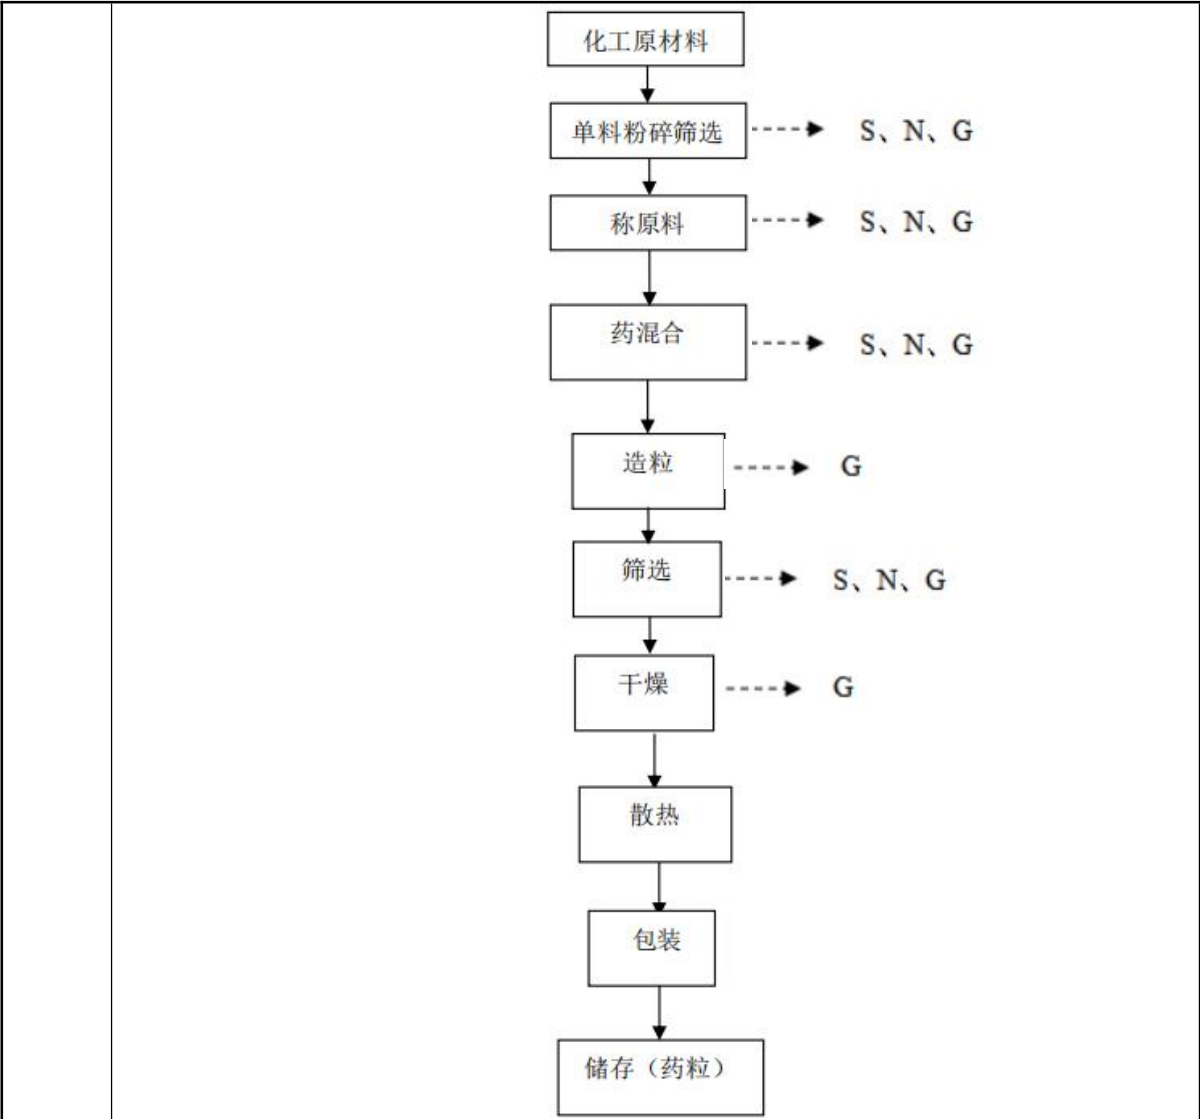 化工原材料
单料粉碎筛选 S、N、G
称原料 S、N、G
药混合 S、N、G
造粒 G
筛选 S、N、G
干燥 G
散热
包装
储存（药粒）